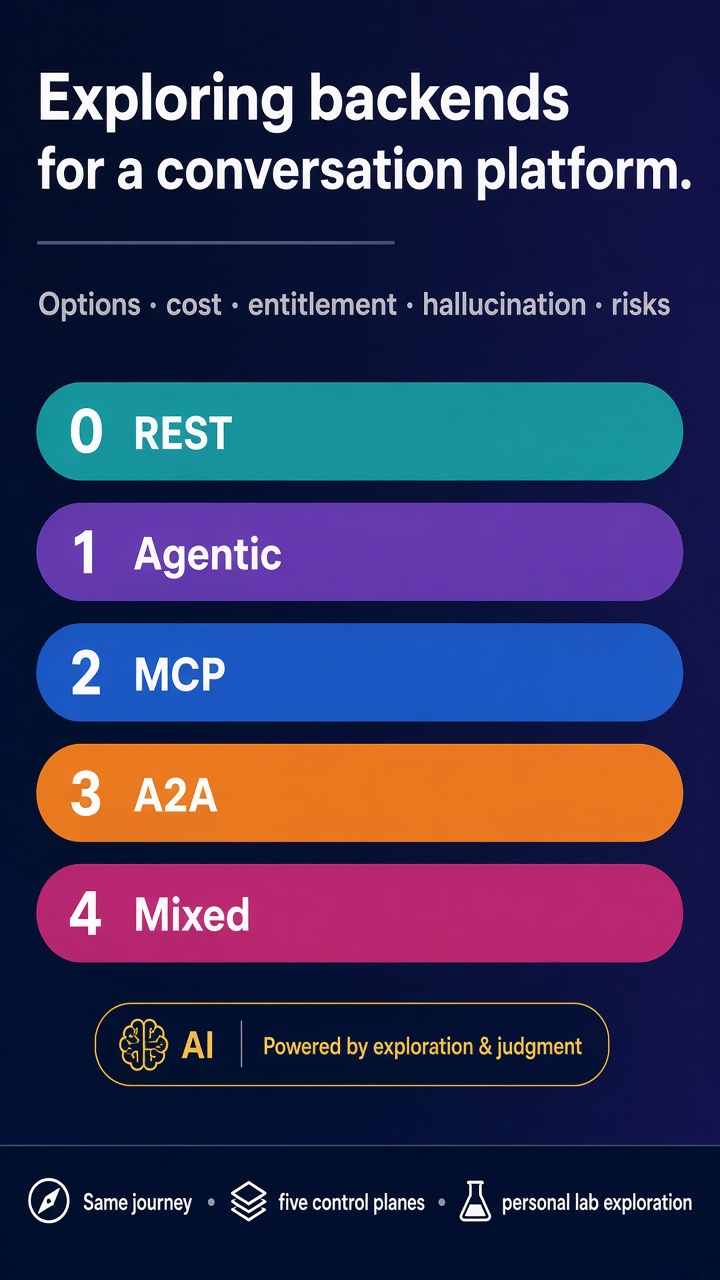 Exploring backends
for a conversation platform.
Options · cost · entitlement · hallucination · risks
0 REST
1 Agentic
2 MCP
3 A2A
4 Mixed
AI | Powered by exploration & judgment
Same journey • five control planes • personal lab exploration